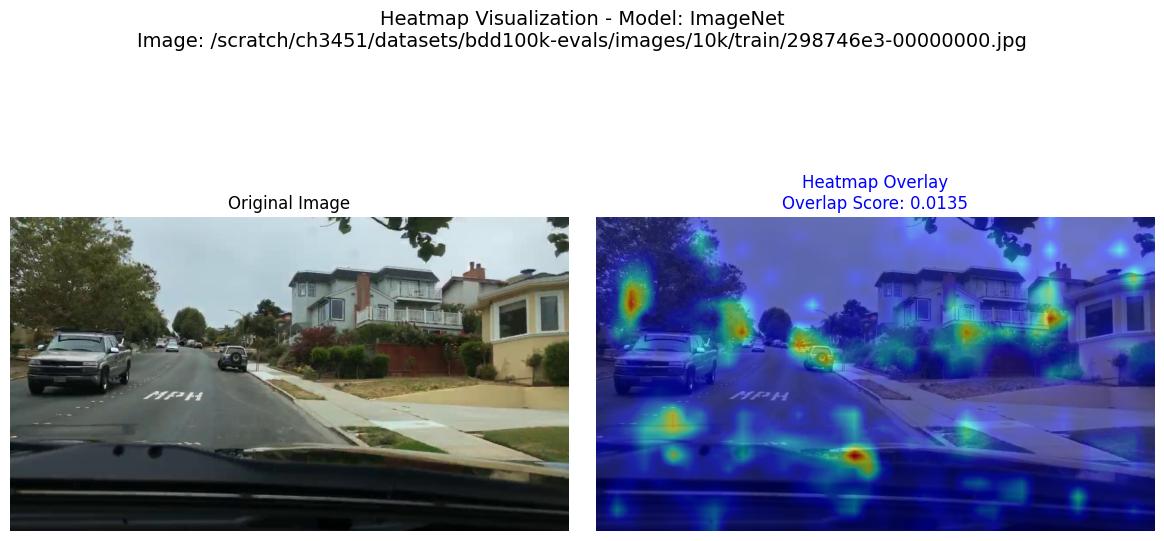 Heatmap Visualization - Model: ImageNet
Image: /scratch/ch3451/datasets/bdd100k-evals/images/10k/train/298746e3-00000000.jpg
Original Image
Heatmap Overlay
Overlap Score: 0.0135
MPH
MPH